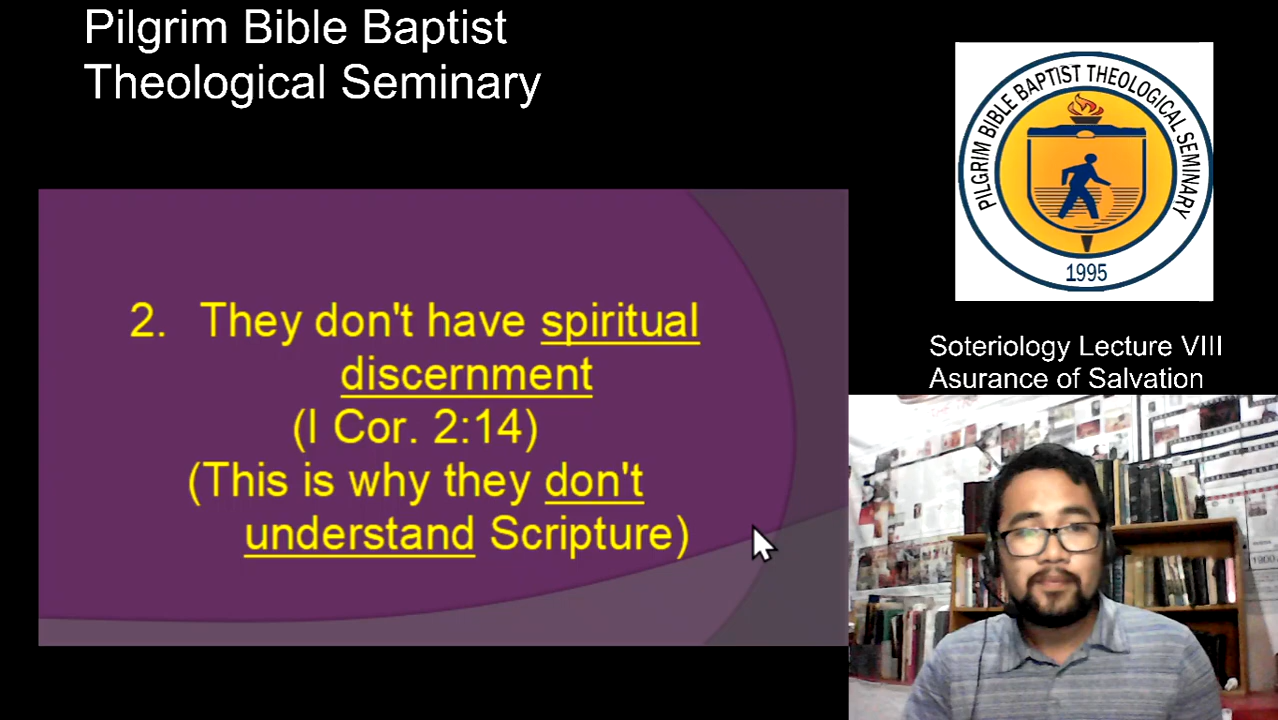 Pilgrim Bible Baptist
Theological Seminary
PILGRIM BIBLE BAPTIST THEOLOGICAL SEMINARY
1995
2. They don't have spiritual
discernment
(I Cor. 2:14)
(This is why they don't
understand Scripture)
Soteriology Lecture VIII
Asurance of Salvation
1900